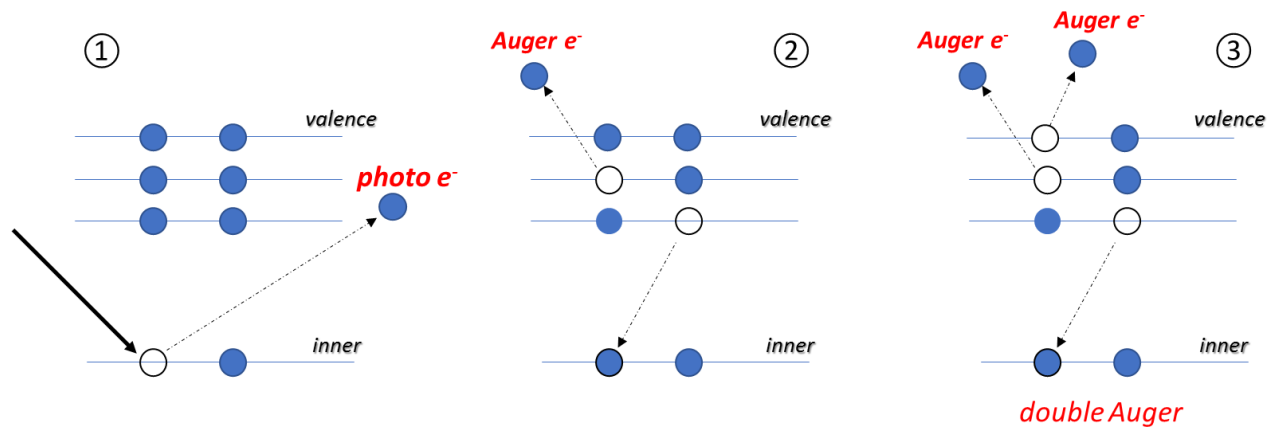 ①
valence
photo e⁻
inner
Auger e⁻
②
valence
inner
Auger e⁻
Auger e⁻
③
valence
inner
double Auger